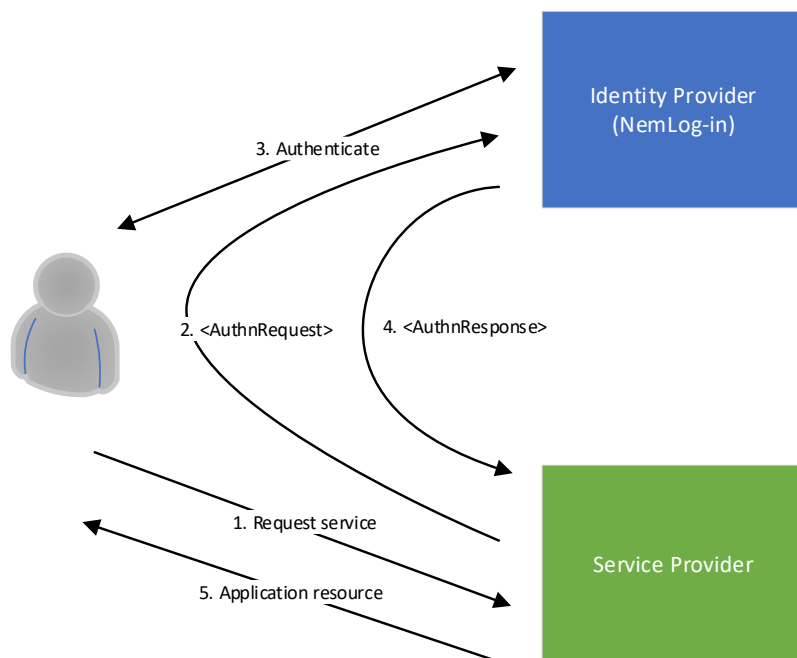 Identity Provider
(NemLog-in)
3. Authenticate
2. <AuthnRequest>
4. <AuthnResponse>
1. Request service
Service Provider
5. Application resource